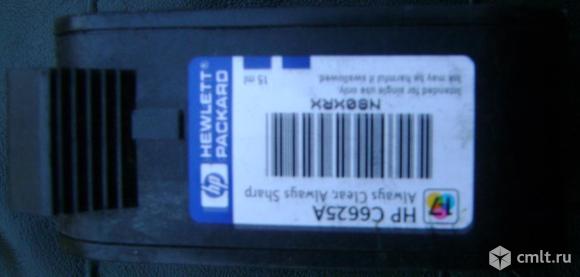 HP C6625A
17
Always Clear, Always Sharp
N80XRX
Intended for single use only.
Ink may be harmful if swallowed.
15 ml
hp
HEWLETT®
PACKARD
cmlt.ru